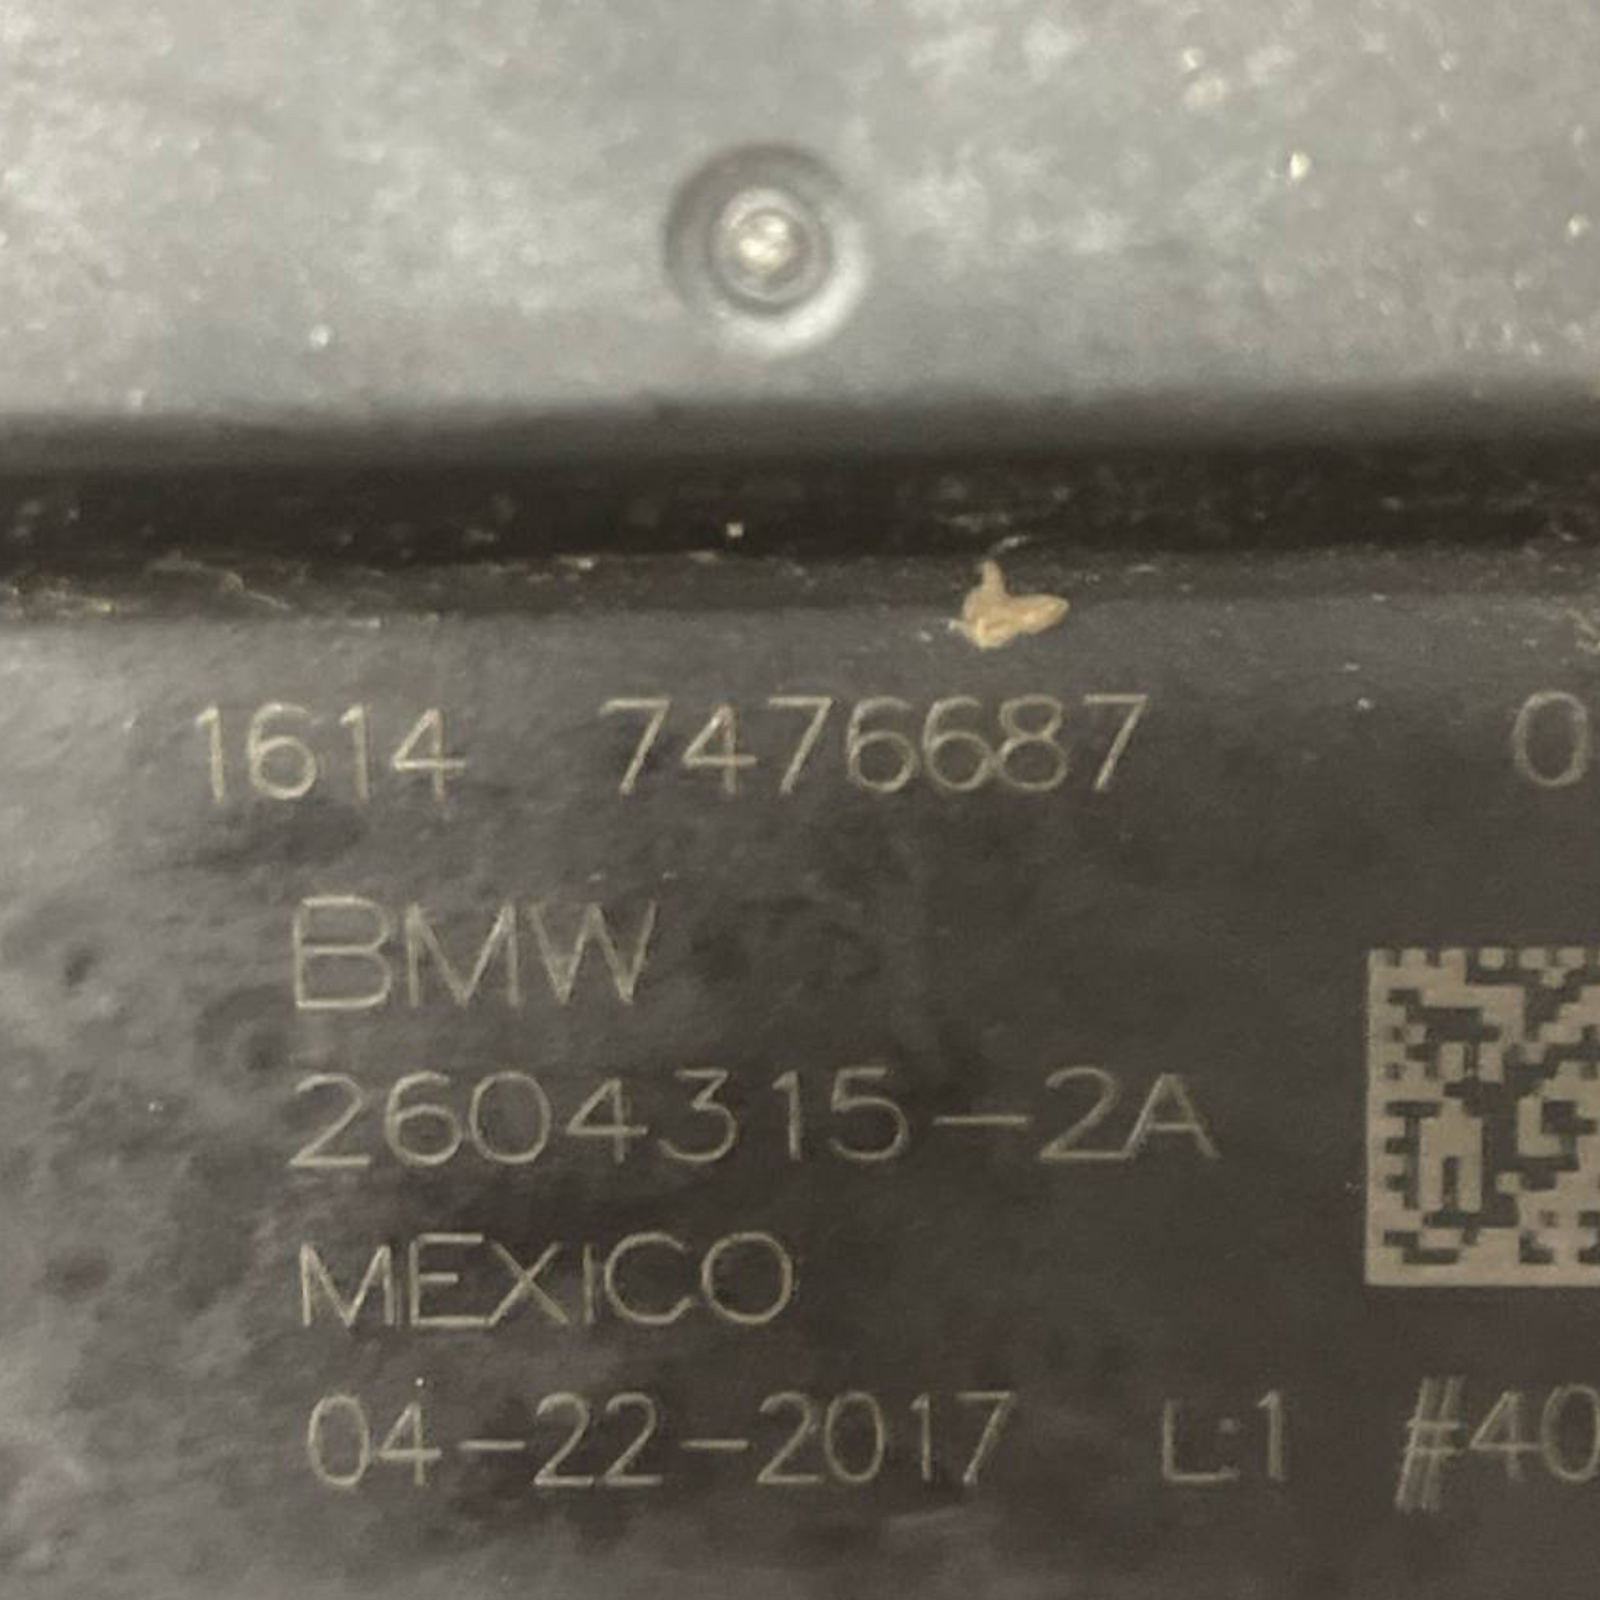 1614 7476687 0
BMW
2604315-2A
MEXICO
04-22-2017 L:1 #40